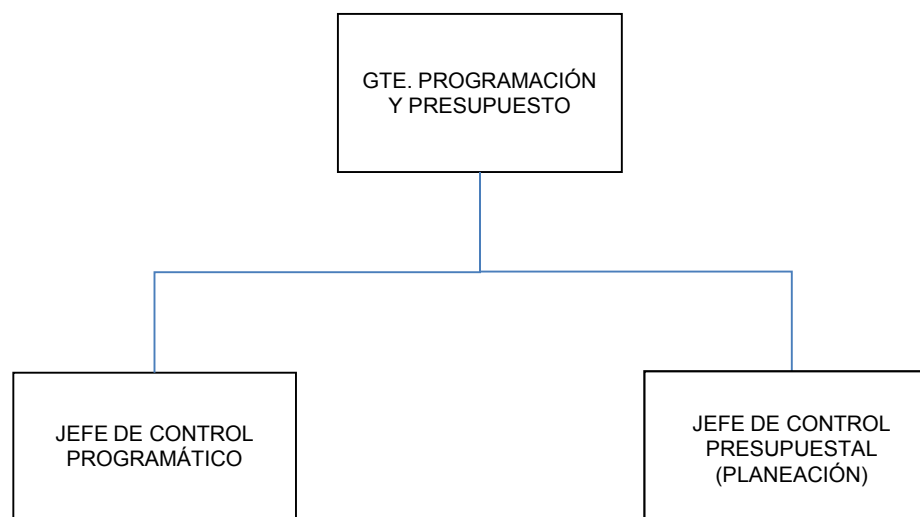 GTE. PROGRAMACIÓN
Y PRESUPUESTO
JEFE DE CONTROL
PROGRAMÁTICO
JEFE DE CONTROL
PRESUPUESTAL
(PLANEACIÓN)